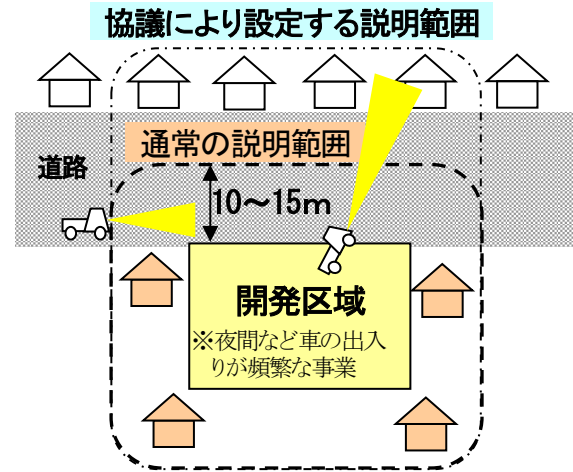 協議により設定する説明範囲
通常の説明範囲
道路
10～15m
開発区域
※夜間など車の出入
りが頻繁な事業